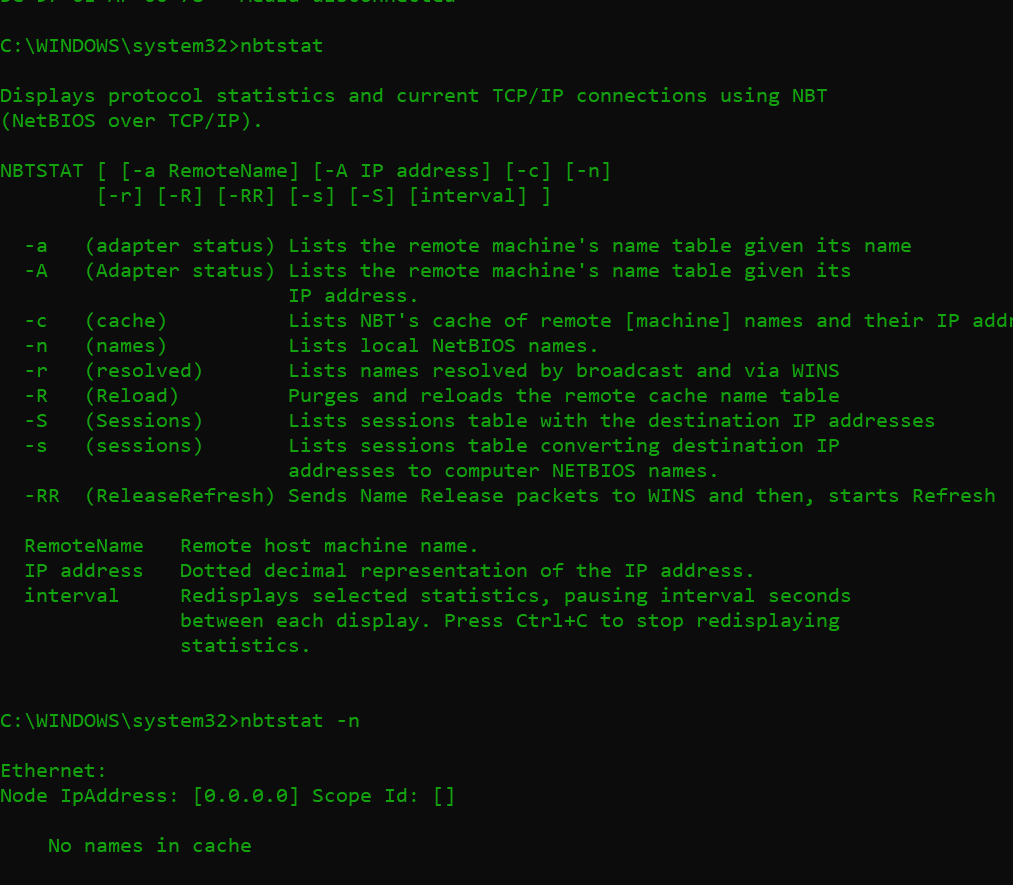 C:\WINDOWS\system32>nbtstat
Displays protocol statistics and current TCP/IP connections using NBT
(NetBIOS over TCP/IP).
NBTSTAT [ [-a RemoteName] [-A IP address] [-c] [-n]
[-r] [-R] [-RR] [-s] [-S] [interval] ]
-a (adapter status) Lists the remote machine's name table given its name
-A (Adapter status) Lists the remote machine's name table given its
IP address.
-c (cache) Lists NBT's cache of remote [machine] names and their IP
-n (names) Lists local NetBIOS names.
-r (resolved) Lists names resolved by broadcast and via WINS
-R (Reload) Purges and reloads the remote cache name table
-S (Sessions) Lists sessions table with the destination IP addresses
-s (sessions) Lists sessions table converting destination IP
addresses to computer NETBIOS names.
-RR (ReleaseRefresh) Sends Name Release packets to WINS and then, starts Refresh
RemoteName Remote host machine name.
IP address Dotted decimal representation of the IP address.
interval Redisplays selected statistics, pausing interval seconds
between each display. Press Ctrl+C to stop redisplaying
statistics.
C:\WINDOWS\system32>nbtstat -n
Ethernet:
Node IpAddress: [0.0.0.0] Scope Id: []
No names in cache